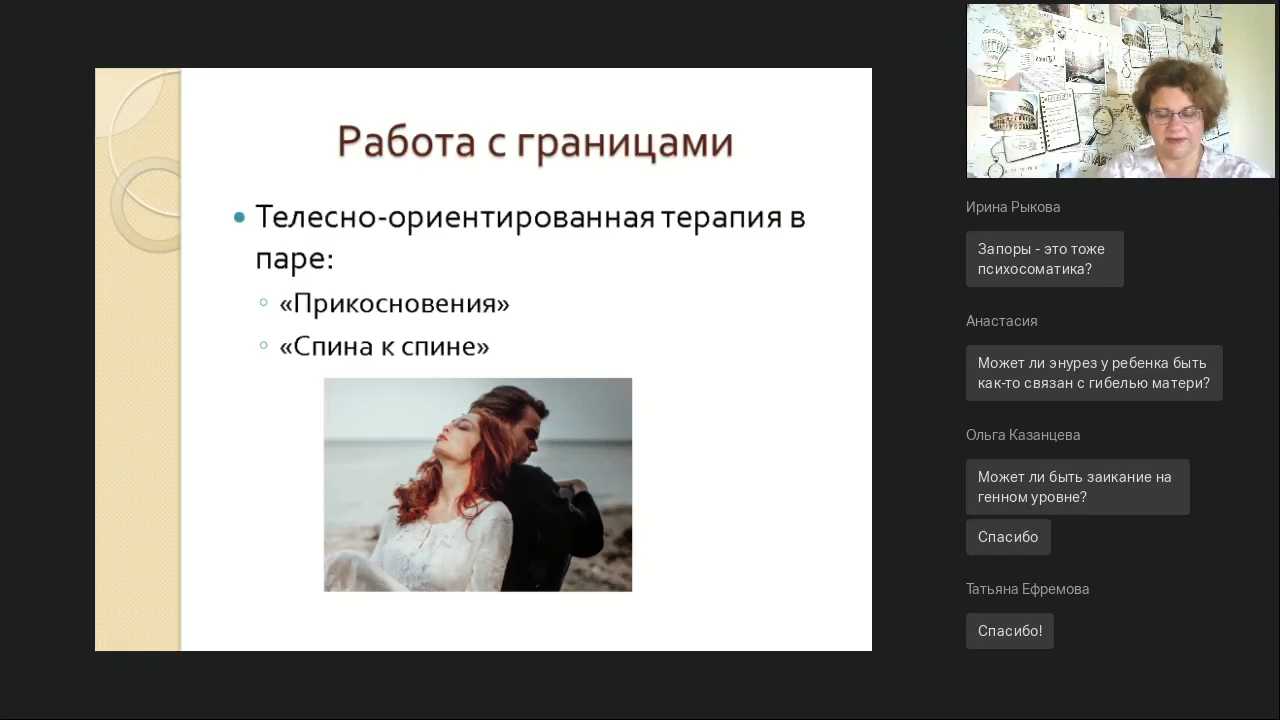 Работа с границами
Телесно-ориентированная терапия в
паре:
«Прикосновения»
«Спина к спине»
Ирина Рыкова
Запоры - это тоже
психосоматика?
Анастасия
Может ли энурез у ребенка быть
как-то связан с гибелью матери?
Ольга Казанцева
Может ли быть заикание на
генном уровне?
Спасибо
Татьяна Ефремова
Спасибо!